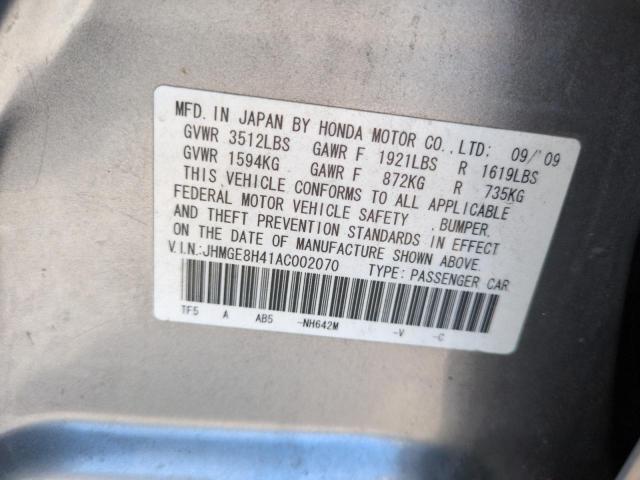 MFD. IN JAPAN BY HONDA MOTOR CO.,LTD: 09/'09
GVWR 3512LBS GAWR F 1921LBS R 1619LBS
GVWR 1594KG GAWR F 872KG R 735KG
THIS VEHICLE CONFORMS TO ALL APPLICABLE
FEDERAL MOTOR VEHICLE SAFETY ,BUMPER,
AND THEFT PREVENTION STANDARDS IN EFFECT
ON THE DATE OF MANUFACTURE SHOWN ABOVE.
V.I.N:JHMGE8H41AC002070 TYPE: PASSENGER CAR
TF5 A AB5 -NH642M -V -C